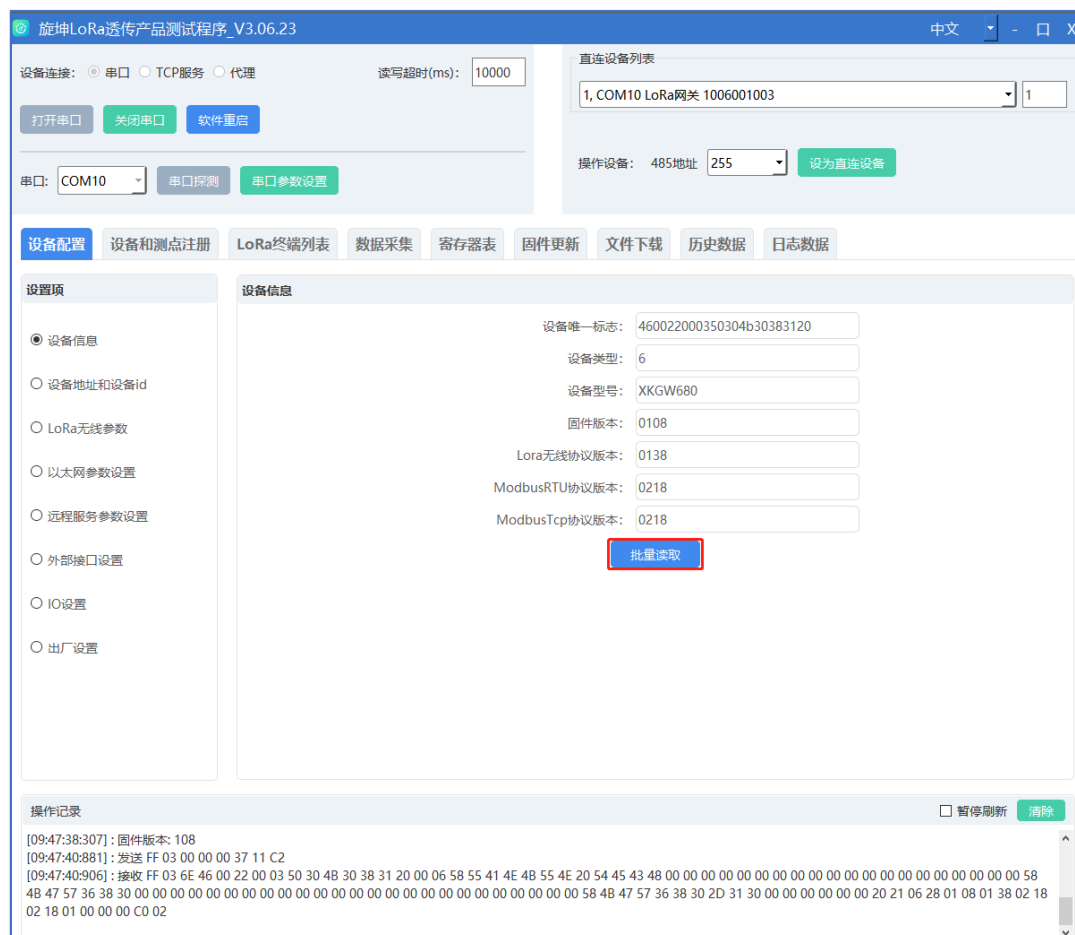 旋坤LoRa透传产品测试程序_V3.06.23 中文 - 口 X
设备连接: 串口 TCP服务 代理 读写超时(ms): 10000
直连设备列表
1, COM10 LoRa网关 1006001003 1
打开串口 关闭串口 软件重启
操作设备: 485地址 255 设为直连设备
串口: COM10 串口探测 串口参数设置
设备配置 设备和测点注册 LoRa终端列表 数据采集 寄存器表 固件更新 文件下载 历史数据 日志数据
设置项
设备信息
设备地址和设备id
LoRa无线参数
以太网参数设置
远程服务参数设置
外部接口设置
IO设置
出厂设置
设备信息
设备唯一标志: 460022000350304b30383120
设备类型: 6
设备型号: XKGW680
固件版本: 0108
Lora无线协议版本: 0138
ModbusRTU协议版本: 0218
ModbusTcp协议版本: 0218
批量读取
操作记录 暂停刷新 清除
[09:47:38:307] : 固件版本: 108
[09:47:40:881] : 发送 FF 03 00 00 00 37 11 C2
[09:47:40:906] : 接收 FF 03 6E 46 00 22 00 03 50 30 4B 30 38 31 20 00 06 58 55 41 4E 4B 55 4E 20 54 45 43 48 00 00 00 00 00 00 00 00 00 00 00 00 00 00 00 00 00 00 00 58
4B 47 57 36 38 30 00 00 00 00 00 00 00 00 00 00 00 00 00 00 00 00 00 00 00 00 00 00 00 00 00 58 4B 47 57 36 38 30 2D 31 30 00 00 00 00 00 00 20 21 06 28 01 08 01 38 02 18
02 18 01 00 00 00 C0 02